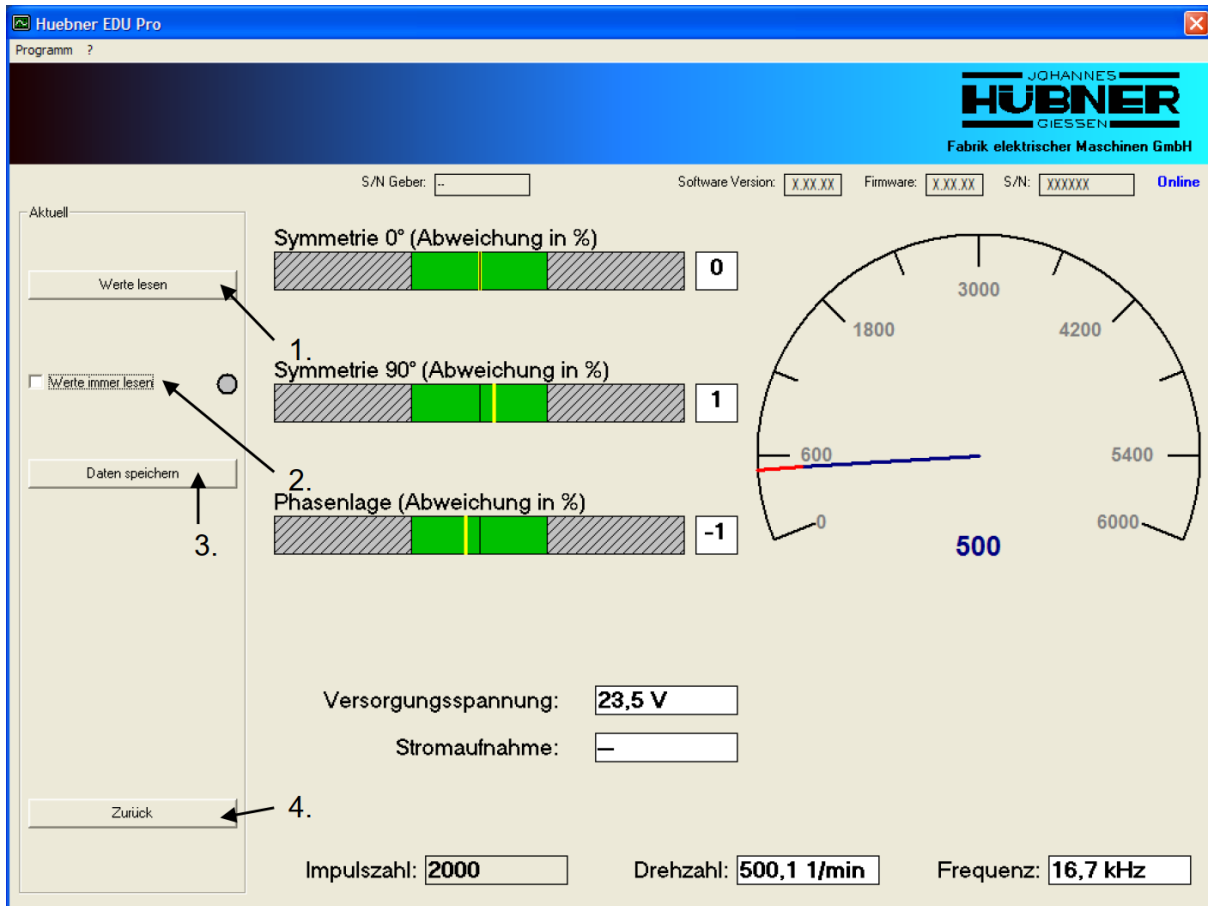 Huebner EDU Pro
Programm ?
JOHANNES
HÜBNER
GIESSEN
Fabrik elektrischer Maschinen GmbH
S/N Geber: -- Software Version: X.XX.XX Firmware: X.XX.XX S/N: XXXXXX Online
Aktuell
Werte lesen
1.
Werte immer lesen
2.
Daten speichern
3.
Zurück
4.
Symmetrie 0° (Abweichung in %)
0
Symmetrie 90° (Abweichung in %)
1
Phasenlage (Abweichung in %)
-1
0
600
1800
3000
4200
5400
6000
500
Versorgungsspannung: 23,5 V
Stromaufnahme: ---
Impulszahl: 2000 Drehzahl: 500,1 1/min Frequenz: 16,7 kHz